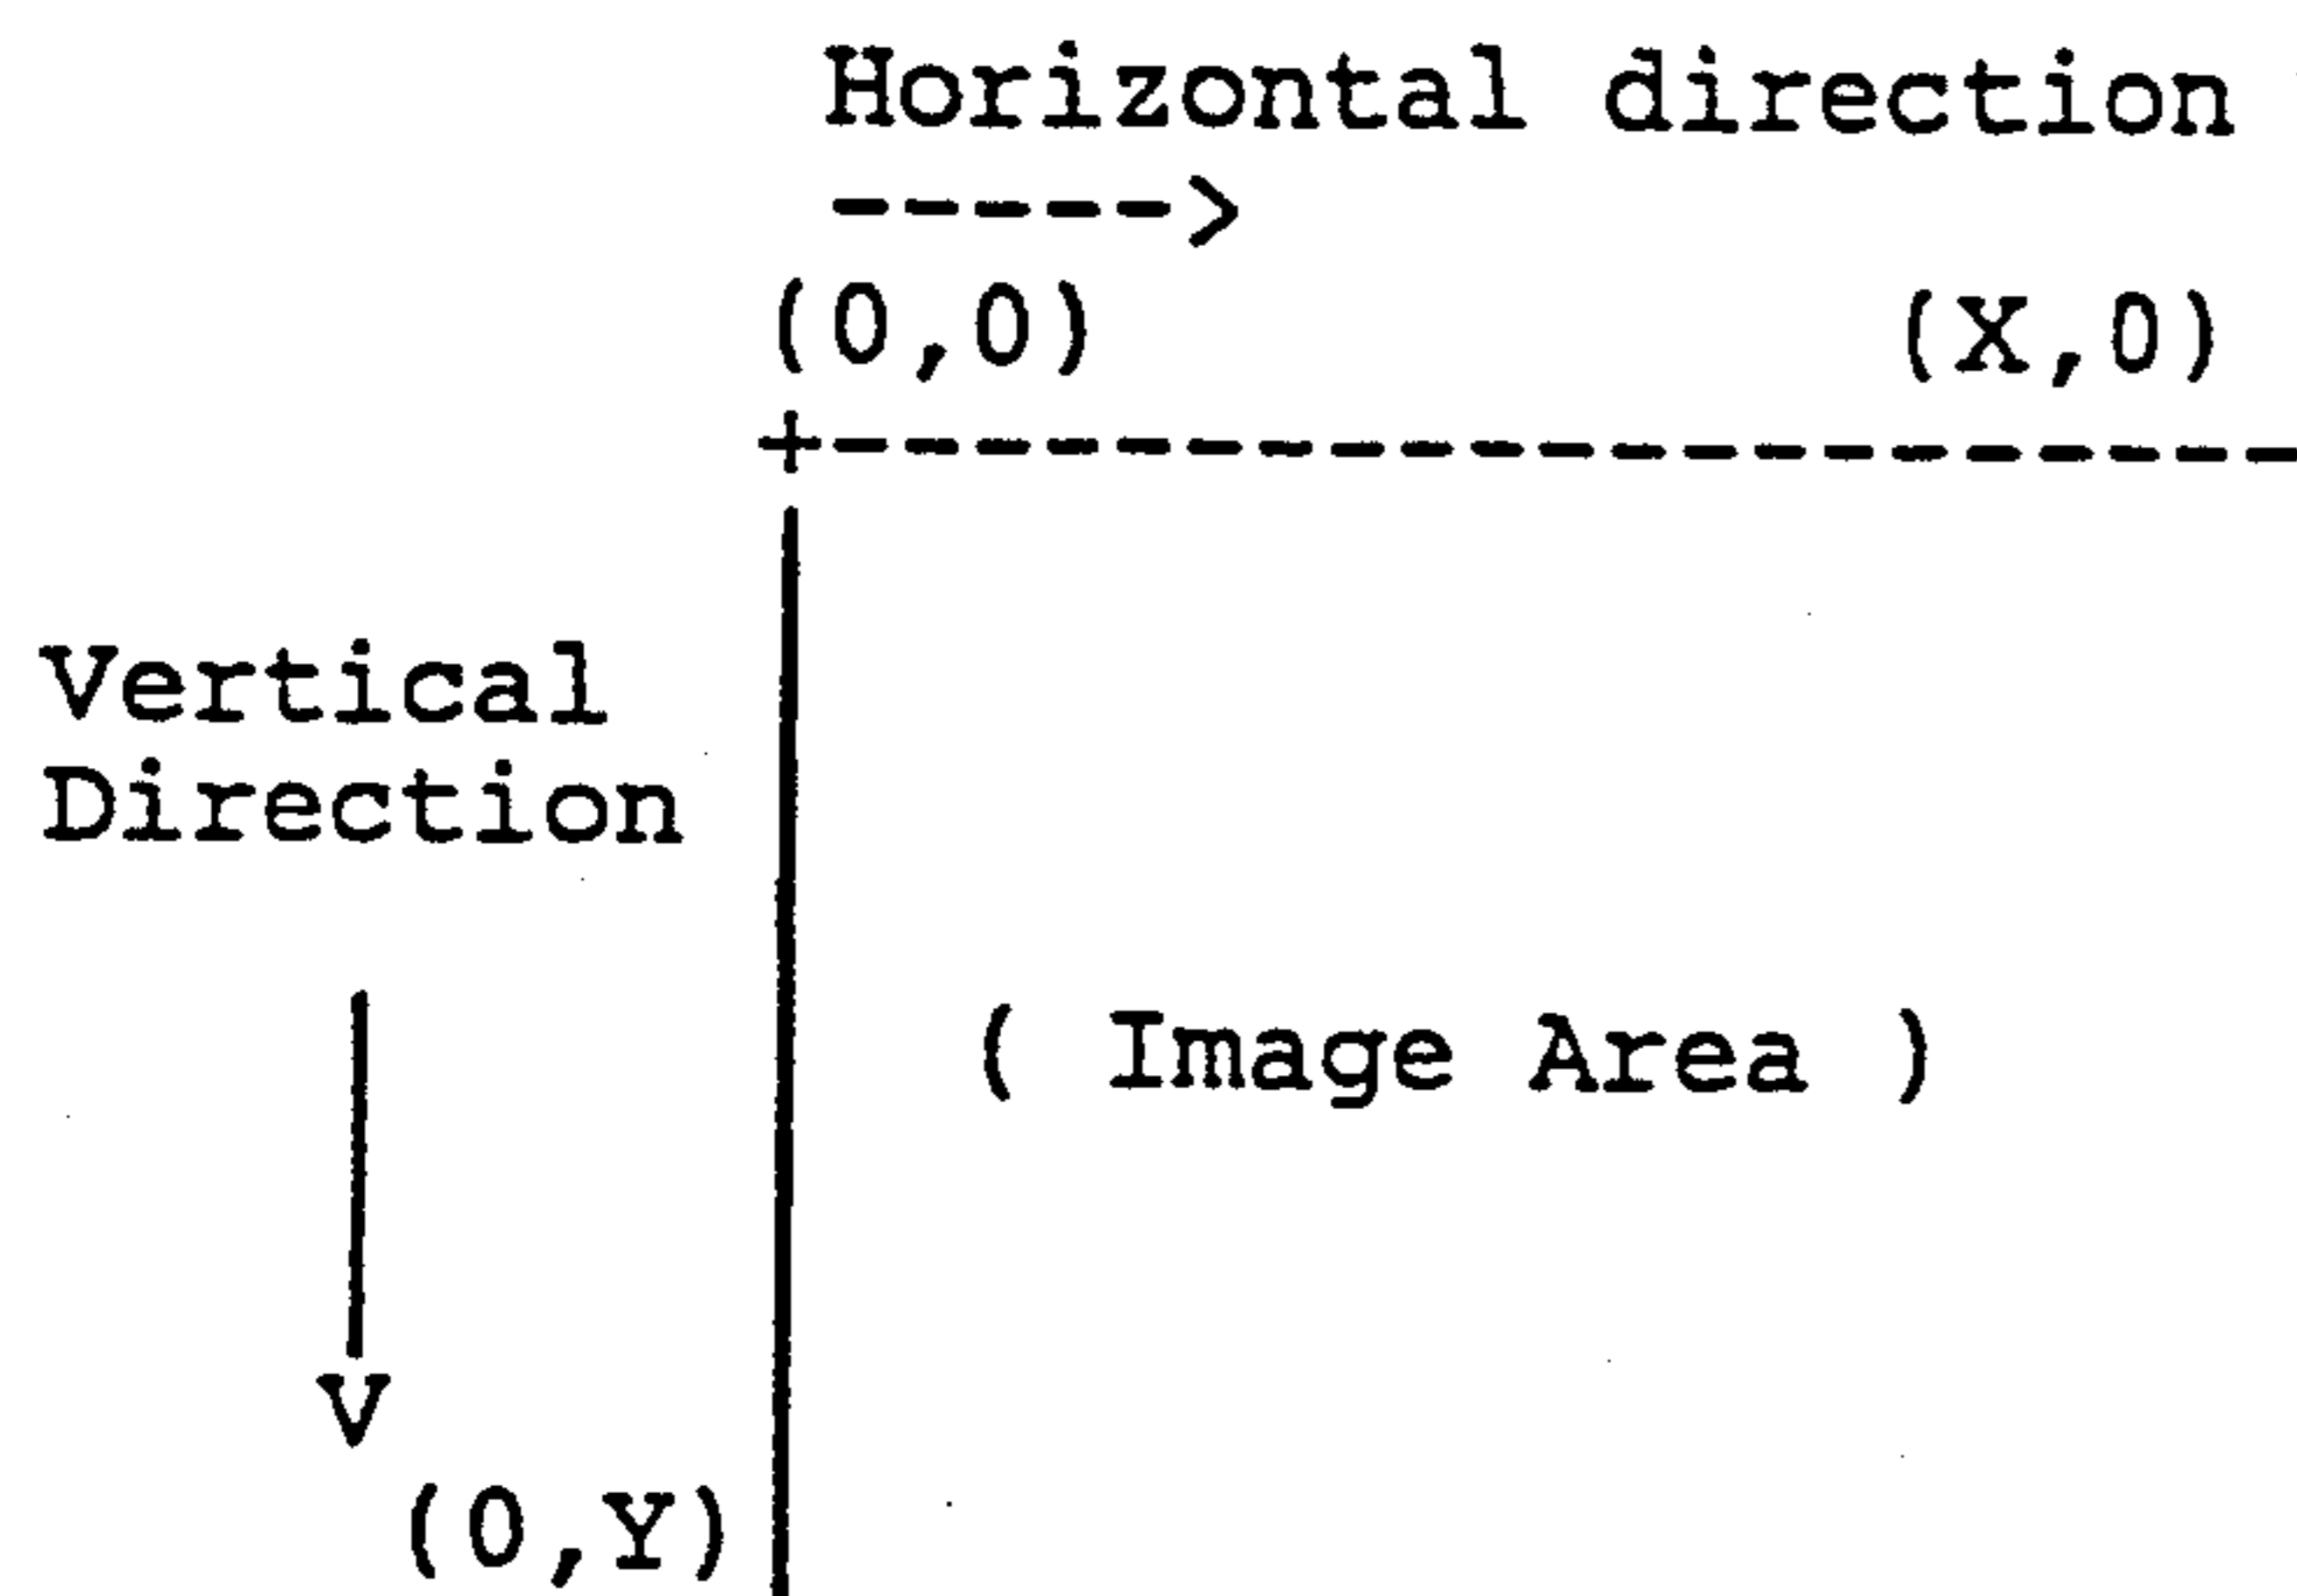 Horizontal direction
----->
(0,0) (X,0)
+---------------------
Vertical
Direction
( Image Area )
V
(0,Y)